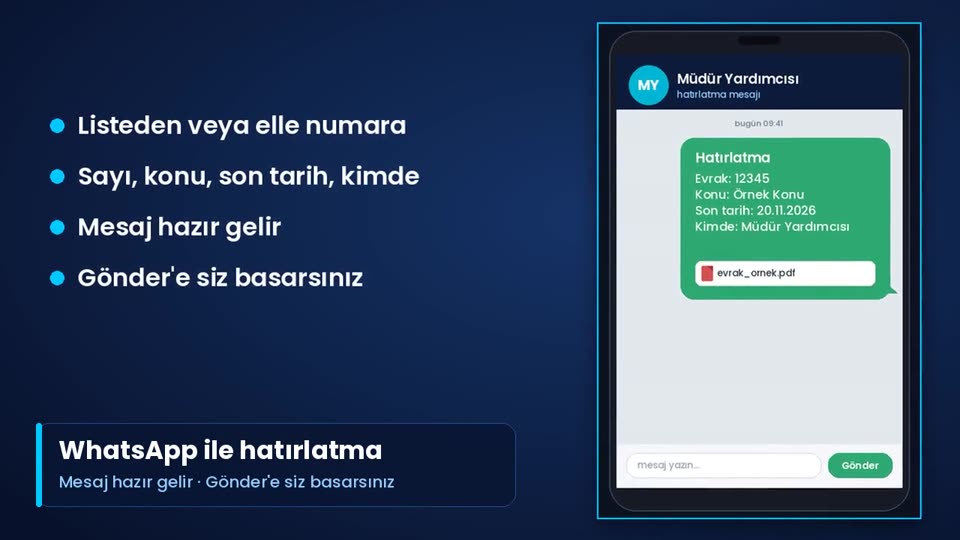 Listeden veya elle numara
Sayı, konu, son tarih, kimde
Mesaj hazır gelir
Gönder'e siz basarsınız
WhatsApp ile hatırlatma
Mesaj hazır gelir · Gönder'e siz basarsınız
MY
Müdür Yardımcısı
hatırlatma mesajı
bugün 09:41
Hatırlatma
Evrak: 12345
Konu: Örnek Konu
Son tarih: 20.11.2026
Kimde: Müdür Yardımcısı
evrak_ornek.pdf
mesaj yazın...
Gönder